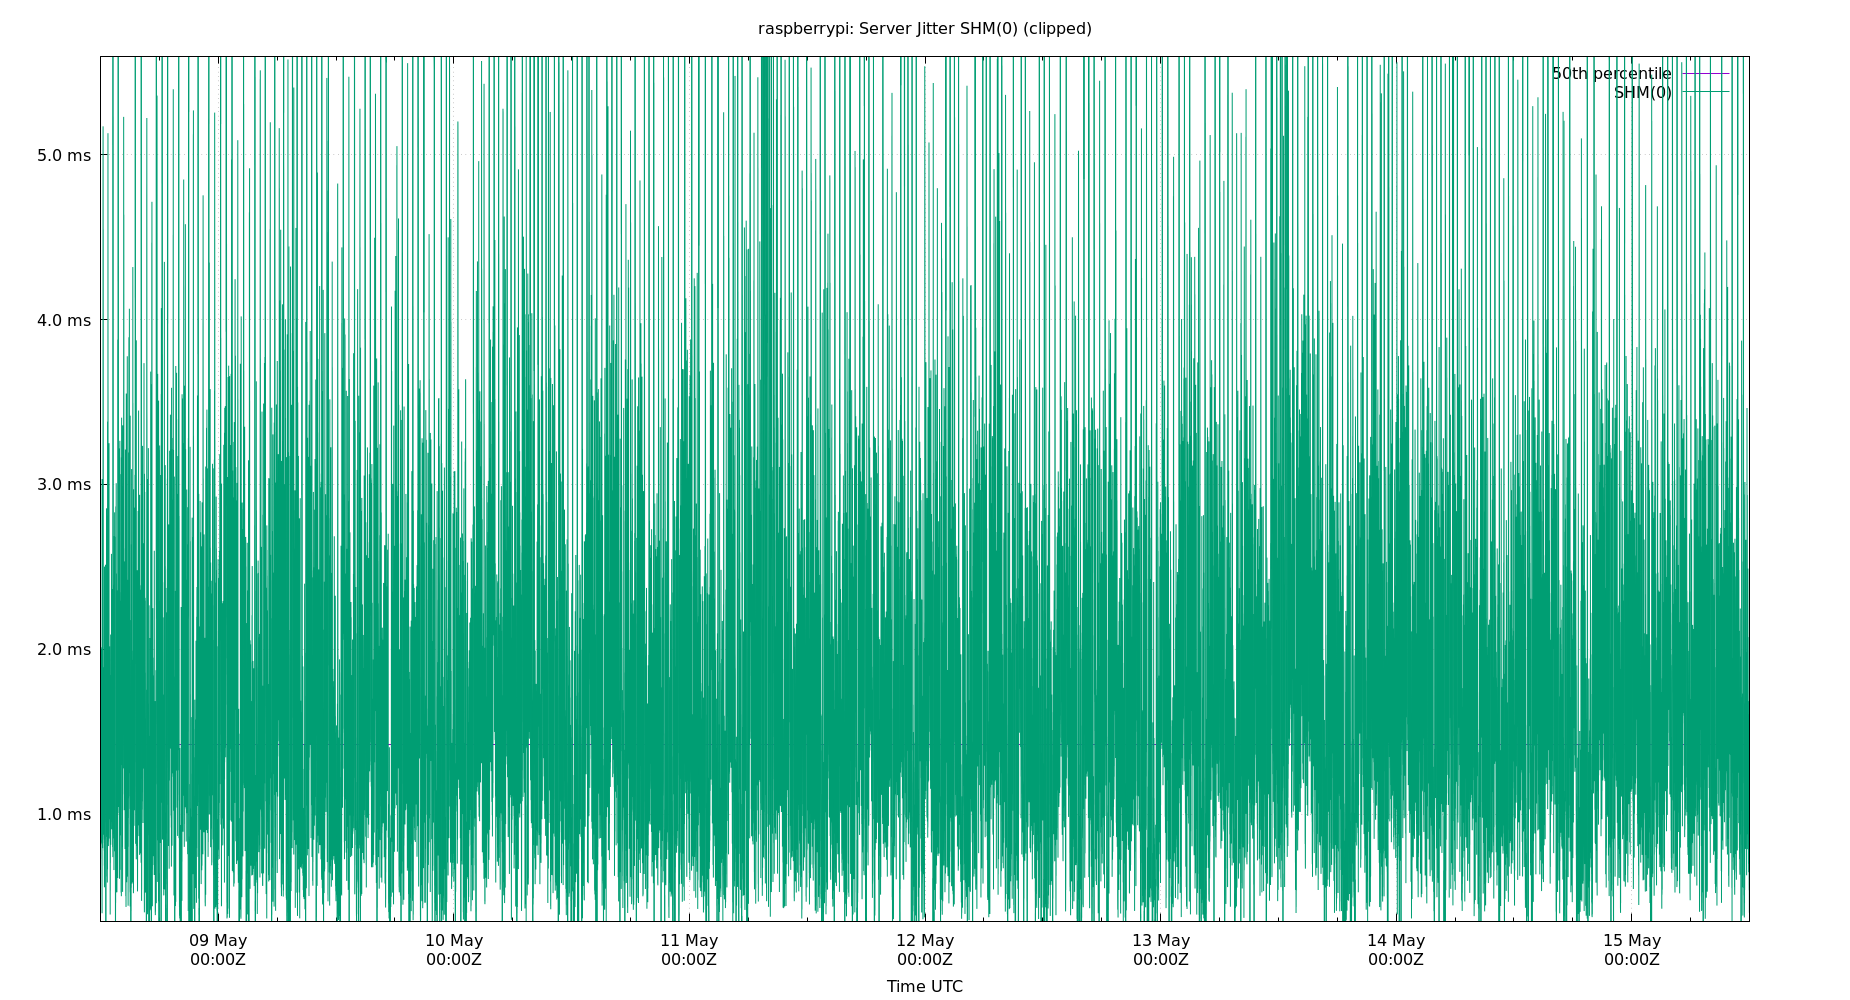 raspberrypi: Server Jitter SHM(0) (clipped)
50th percentile
SHM(0)
5.0 ms
4.0 ms
3.0 ms
2.0 ms
1.0 ms
09 May 10 May 11 May 12 May 13 May 14 May 15 May
00:00Z 00:00Z 00:00Z 00:00Z 00:00Z 00:00Z 00:00Z
Time UTC